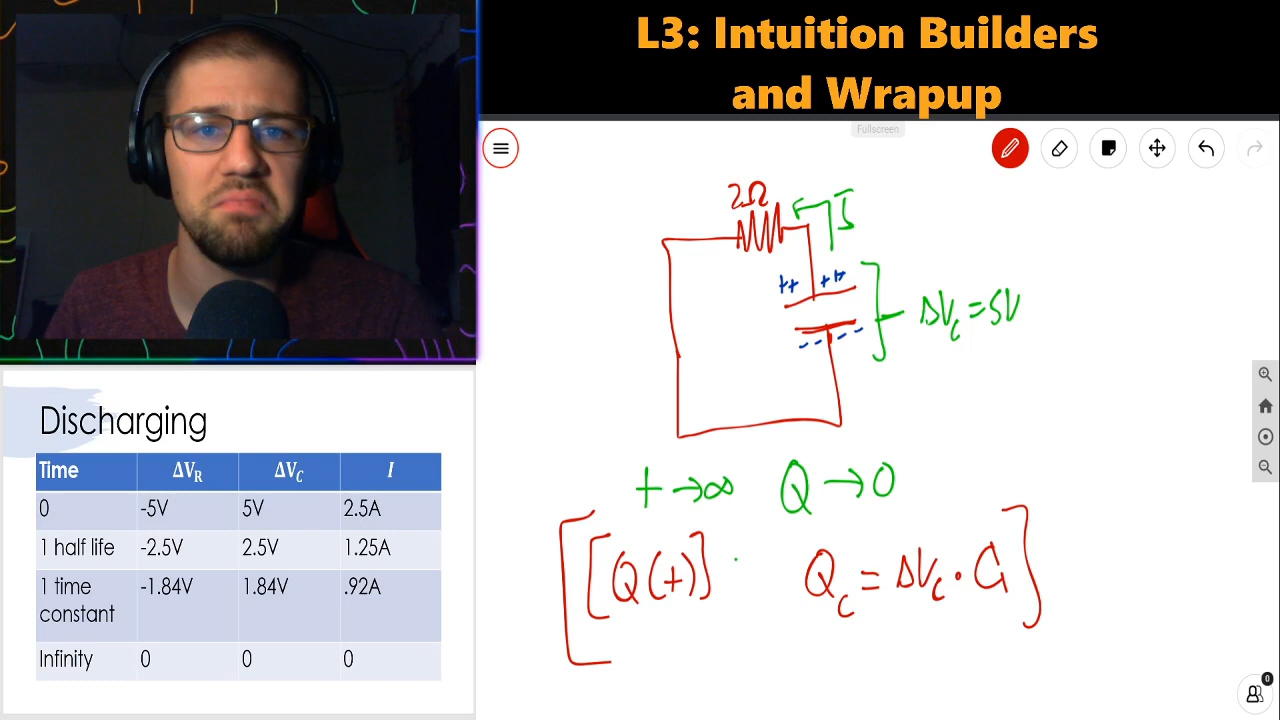 L3: Intuition Builders
and Wrapup
Fullscreen
2Ω
I
++ ++
ΔVc = 5V
- - - -
t → ∞ Q → 0
[[Q(t)] Qc = ΔVc · C]
Discharging
Time ΔVR ΔVC I
0 -5V 5V 2.5A
1 half life -2.5V 2.5V 1.25A
1 time constant -1.84V 1.84V .92A
Infinity 0 0 0
0